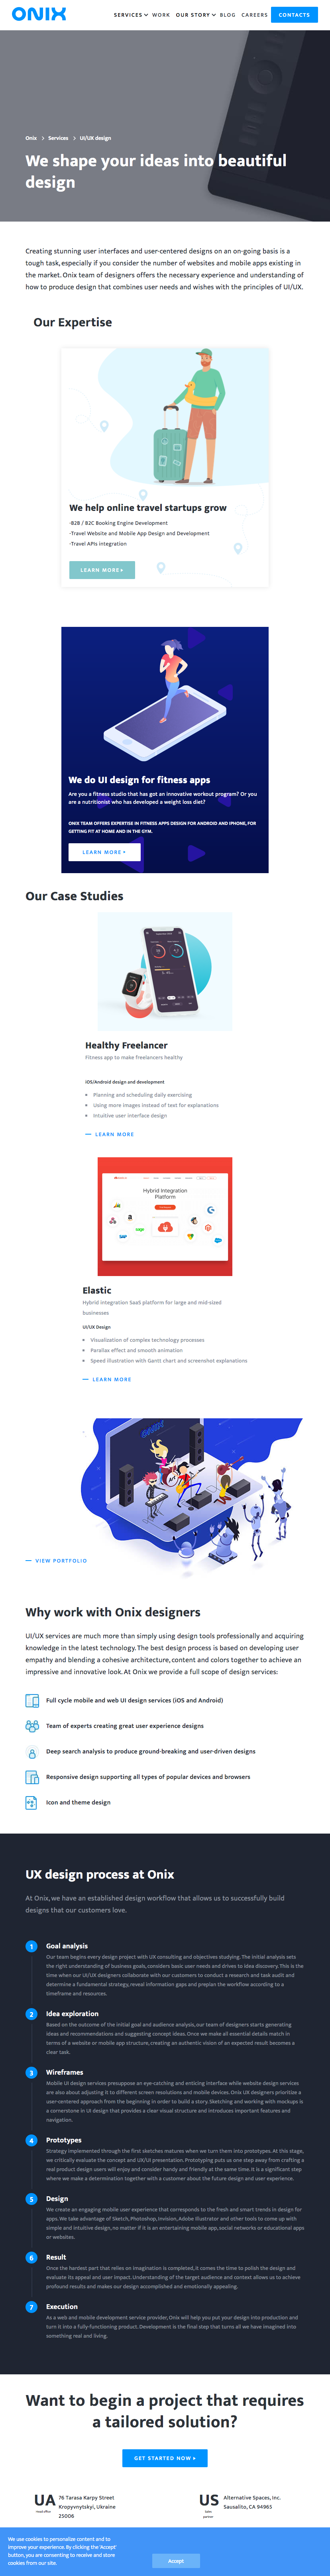 ONIX
SERVICES WORK OUR STORY BLOG CAREERS CONTACTS
Onix > Services > UI/UX design
We shape your ideas into beautiful
design
Creating stunning user interfaces and user-centered designs on an on-going basis is a
tough task, especially if you consider the number of websites and mobile apps existing in
the market. Onix team of designers offers the necessary experience and understanding of
how to produce design that combines user needs and wishes with the principles of UI/UX.
Our Expertise
We help online travel startups grow
-B2B / B2C Booking Engine Development
-Travel Website and Mobile App Design and Development
-Travel APIs integration
LEARN MORE
We do UI design for fitness apps
Are you a fitness studio that has got an innovative workout program? Or you
are a nutritionist who has developed a weight loss diet?
ONIX TEAM OFFERS EXPERTISE IN FITNESS APPS DESIGN FOR ANDROID AND IPHONE, FOR
GETTING FIT AT HOME AND IN THE GYM.
LEARN MORE
Our Case Studies
Healthy Freelancer
Fitness app to make freelancers healthy
iOS/Android design and development
Planning and scheduling daily exercising
Using more images instead of text for explanations
Intuitive user interface design
LEARN MORE
Hybrid Integration
Platform
Elastic
Hybrid integration SaaS platform for large and mid-sized
businesses
UI/UX Design
Visualization of complex technology processes
Parallax effect and smooth animation
Speed illustration with Gantt chart and screenshot explanations
LEARN MORE
ONIX
VIEW PORTFOLIO
Why work with Onix designers
UI/UX services are much more than simply using design tools professionally and acquiring
knowledge in the latest technology. The best design process is based on developing user
empathy and blending a cohesive architecture, content and colors together to achieve an
impressive and innovative look. At Onix we provide a full scope of design services:
Full cycle mobile and web UI design services (iOS and Android)
Team of experts creating great user experience designs
Deep search analysis to produce ground-breaking and user-driven designs
Responsive design supporting all types of popular devices and browsers
Icon and theme design
UX design process at Onix
At Onix, we have an established design workflow that allows us to successfully build
designs that our customers love.
1 Goal analysis
Our team begins every design project with UX consulting and objectives studying. The initial analysis sets
the right understanding of business goals, considers basic user needs and drives to idea discovery. This is the
time when our UI/UX designers collaborate with our customers to conduct a research and task audit and
determine a fundamental strategy, reveal information gaps and preplan the workflow according to a
timeframe and resources.
2 Idea exploration
Based on the outcome of the initial goal and audience analysis, our team of designers starts generating
ideas and recommendations and suggesting concept ideas. Once we make all essential details match in
terms of a website or mobile app structure, creating an authentic vision of an expected result becomes a
clear task.
3 Wireframes
Mobile UI design services presuppose an eye-catching and enticing interface while website design services
are also about adjusting it to different screen resolutions and mobile devices. Onix UX designers prioritise a
user-centered approach from the beginning in order to build a story. Sketching and working with mockups is
a cornerstone in UI design that provides a clear visual structure and introduces important features and
navigation.
4 Prototypes
Strategy implemented through the first sketches matures when we turn them into prototypes. At this stage,
we critically evaluate the concept and UX/UI presentation. Prototyping puts us one step away from crafting a
real product design users will enjoy and consider handy and friendly at the same time. It is a significant step
where we make a determination together with a customer about the future design and user experience.
5 Design
We create an engaging mobile user experience that corresponds to the fresh and smart trends in design for
apps. We take advantage of Sketch, Photoshop, Invision, Adobe Illustrator and other tools to come up with
simple and intuitive design, no matter if it is an entertaining mobile app, social networks or educational apps
or websites.
6 Result
Once the hardest part that relies on imagination is completed, it comes the time to polish the design and
evaluate its appeal and user impact. Understanding of the target audience and context allows us to achieve
profound results and makes our design accomplished and emotionally appealing.
7 Execution
As a web and mobile development service provider, Onix will help you put your design into production and
turn it into a fully-functioning product. Development is the final step that turns all we have imagined into
something real and living.
Want to begin a project that requires
a tailored solution?
GET STARTED NOW
UA
Head office
76 Tarasa Karpy Street
Kropyvnytskyi, Ukraine
25006
US
Sales
partner
Alternative Spaces, Inc.
Sausalito, CA 94965
We use cookies to personalize content and to
improve your experience. By clicking the 'Accept'
button, you are consenting to receive and store
cookies from our site.
Accept